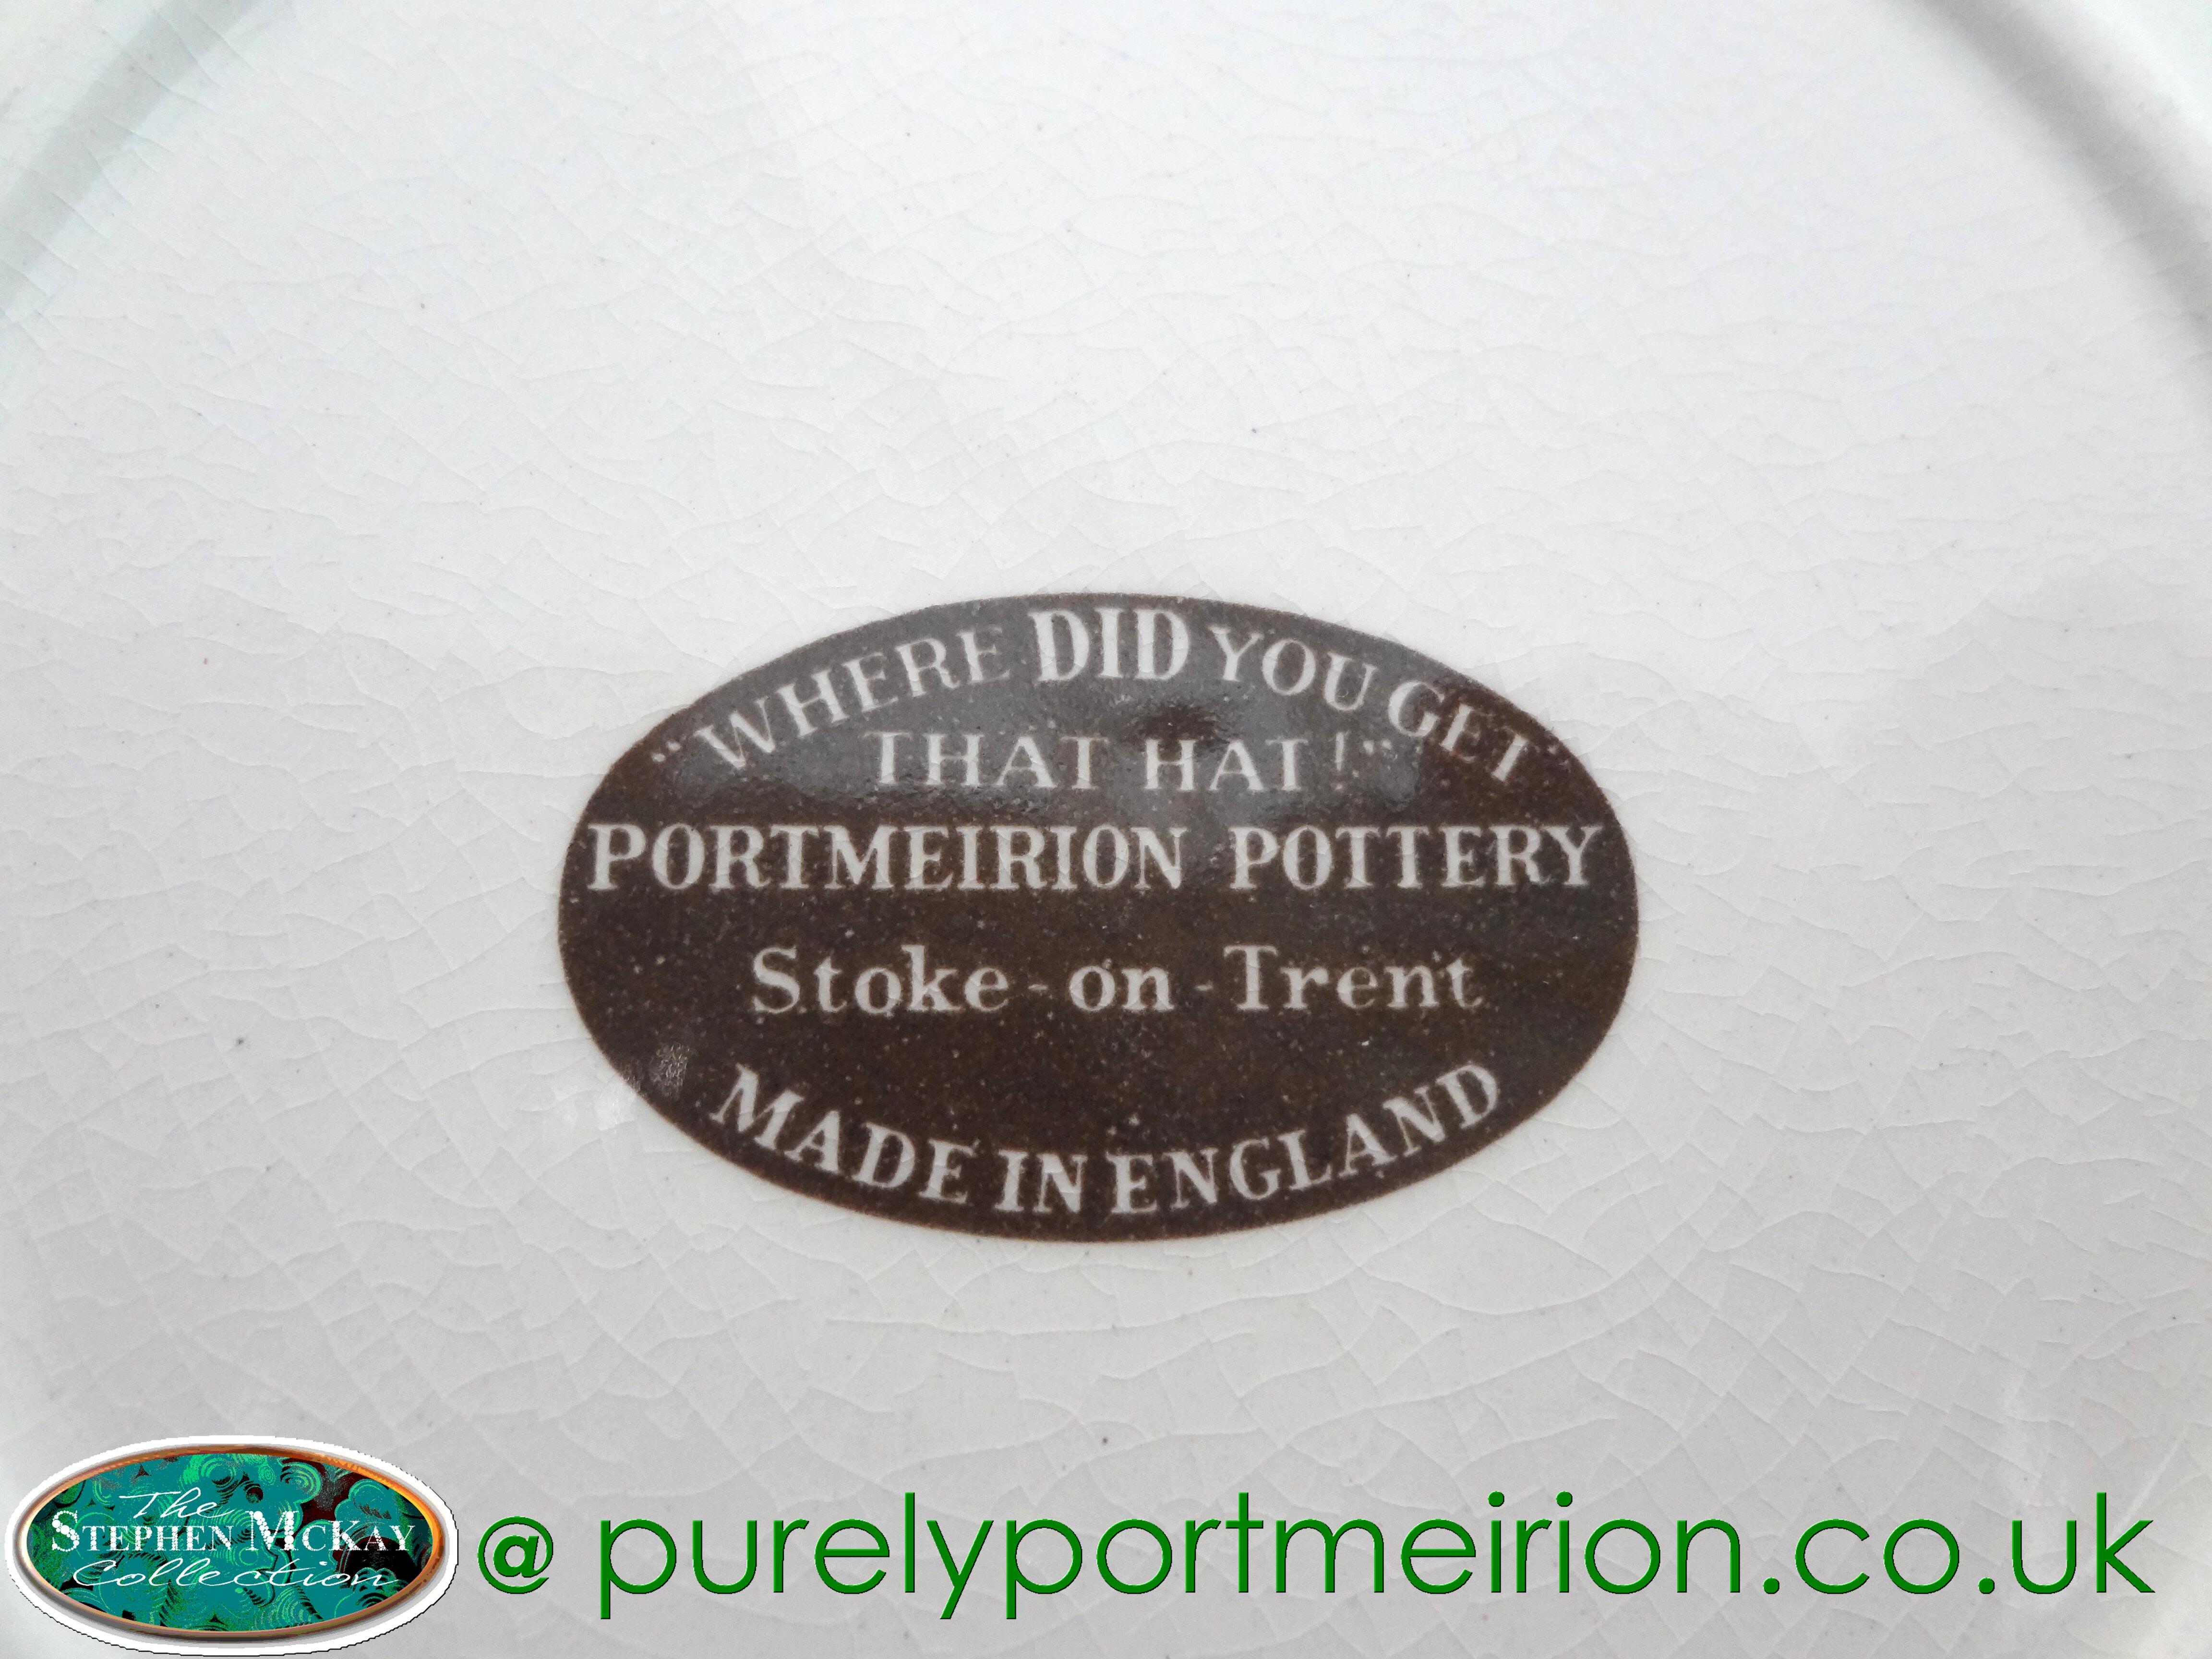 "WHERE DID YOU GET
THAT HAT!"
PORTMEIRION POTTERY
Stoke-on-Trent
MADE IN ENGLAND
The
STEPHEN MCKAY
Collection
@ purelyportmeirion.co.uk